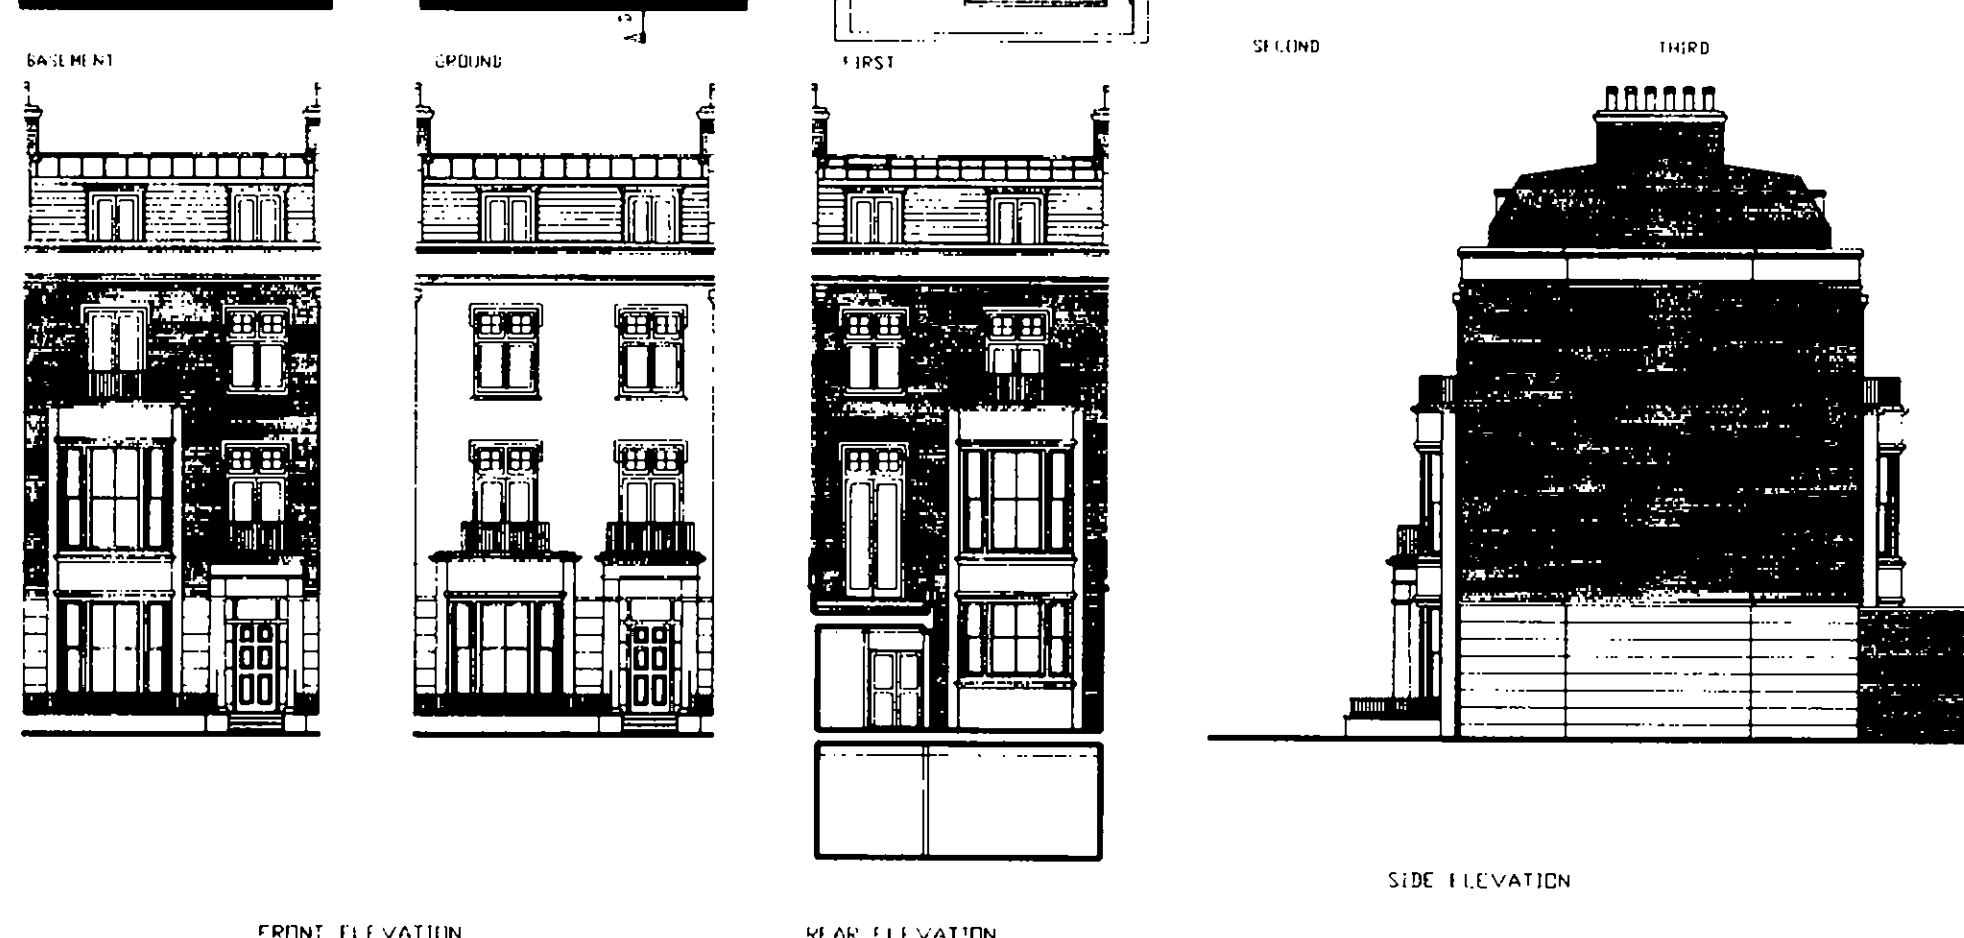 BASEMENT
GROUND
FIRST
SECOND
THIRD
SIDE ELEVATION
FRONT ELEVATION
REAR ELEVATION